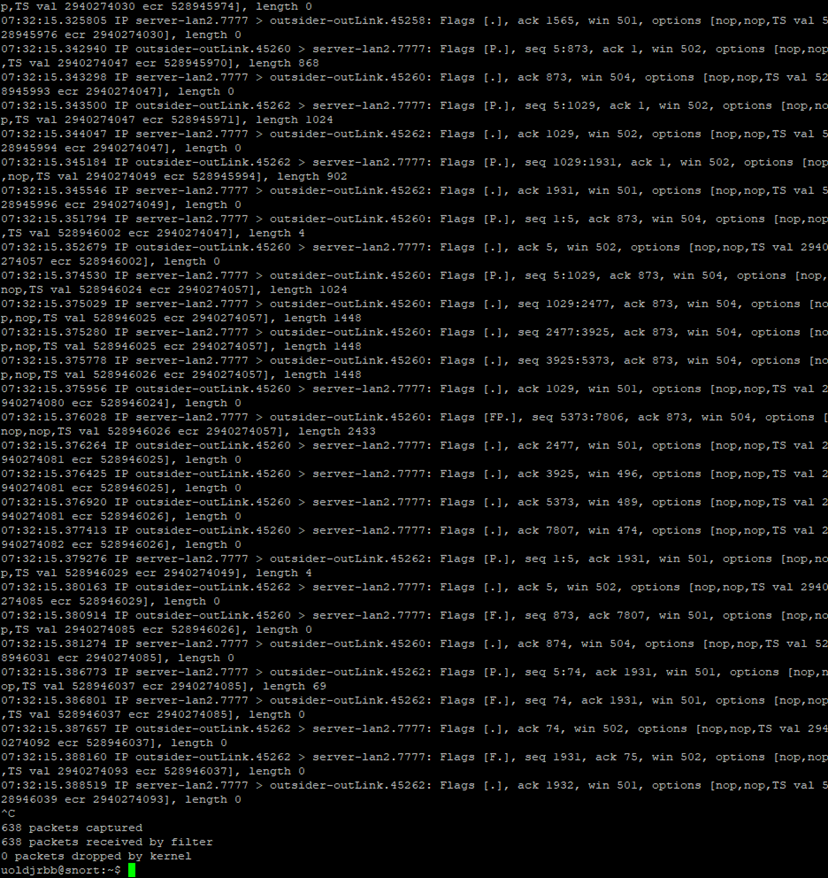 p,TS val 2940274030 ecr 528945974], length 0
07:32:15.325805 IP server-lan2.7777 > outsider-outLink.45258: Flags [.], ack 1565, win 501, options [nop,nop,TS val 5
28945976 ecr 2940274030], length 0
07:32:15.342940 IP outsider-outLink.45260 > server-lan2.7777: Flags [P.], seq 5:873, ack 1, win 502, options [nop,nop
,TS val 2940274047 ecr 528945970], length 868
07:32:15.343298 IP server-lan2.7777 > outsider-outLink.45260: Flags [.], ack 873, win 504, options [nop,nop,TS val 52
8945993 ecr 2940274047], length 0
07:32:15.343500 IP outsider-outLink.45262 > server-lan2.7777: Flags [P.], seq 5:1029, ack 1, win 502, options [nop,no
p,TS val 2940274047 ecr 528945971], length 1024
07:32:15.344047 IP server-lan2.7777 > outsider-outLink.45262: Flags [.], ack 1029, win 502, options [nop,nop,TS val 5
28945994 ecr 2940274047], length 0
07:32:15.345184 IP outsider-outLink.45262 > server-lan2.7777: Flags [P.], seq 1029:1931, ack 1, win 502, options [nop
,nop,TS val 2940274049 ecr 528945994], length 902
07:32:15.345546 IP server-lan2.7777 > outsider-outLink.45262: Flags [.], ack 1931, win 501, options [nop,nop,TS val 5
28945996 ecr 2940274049], length 0
07:32:15.351794 IP server-lan2.7777 > outsider-outLink.45260: Flags [P.], seq 1:5, ack 873, win 504, options [nop,nop
,TS val 528946002 ecr 2940274047], length 4
07:32:15.352679 IP outsider-outLink.45260 > server-lan2.7777: Flags [.], ack 5, win 502, options [nop,nop,TS val 2940
274057 ecr 528946002], length 0
07:32:15.374530 IP server-lan2.7777 > outsider-outLink.45260: Flags [P.], seq 5:1029, ack 873, win 504, options [nop,
nop,TS val 528946024 ecr 2940274057], length 1024
07:32:15.375029 IP server-lan2.7777 > outsider-outLink.45260: Flags [.], seq 1029:2477, ack 873, win 504, options [no
p,nop,TS val 528946025 ecr 2940274057], length 1448
07:32:15.375280 IP server-lan2.7777 > outsider-outLink.45260: Flags [.], seq 2477:3925, ack 873, win 504, options [no
p,nop,TS val 528946025 ecr 2940274057], length 1448
07:32:15.375778 IP server-lan2.7777 > outsider-outLink.45260: Flags [.], seq 3925:5373, ack 873, win 504, options [no
p,nop,TS val 528946026 ecr 2940274057], length 1448
07:32:15.375956 IP outsider-outLink.45260 > server-lan2.7777: Flags [.], ack 1029, win 501, options [nop,nop,TS val 2
940274080 ecr 528946024], length 0
07:32:15.376028 IP server-lan2.7777 > outsider-outLink.45260: Flags [FP.], seq 5373:7806, ack 873, win 504, options [
nop,nop,TS val 528946026 ecr 2940274057], length 2433
07:32:15.376264 IP outsider-outLink.45260 > server-lan2.7777: Flags [.], ack 2477, win 501, options [nop,nop,TS val 2
940274081 ecr 528946025], length 0
07:32:15.376425 IP outsider-outLink.45260 > server-lan2.7777: Flags [.], ack 3925, win 496, options [nop,nop,TS val 2
940274081 ecr 528946025], length 0
07:32:15.376920 IP outsider-outLink.45260 > server-lan2.7777: Flags [.], ack 5373, win 489, options [nop,nop,TS val 2
940274081 ecr 528946026], length 0
07:32:15.377413 IP outsider-outLink.45260 > server-lan2.7777: Flags [.], ack 7807, win 474, options [nop,nop,TS val 2
940274082 ecr 528946026], length 0
07:32:15.379276 IP server-lan2.7777 > outsider-outLink.45262: Flags [P.], seq 1:5, ack 1931, win 501, options [nop,no
p,TS val 528946029 ecr 2940274049], length 4
07:32:15.380163 IP outsider-outLink.45262 > server-lan2.7777: Flags [.], ack 5, win 502, options [nop,nop,TS val 2940
274085 ecr 528946029], length 0
07:32:15.380914 IP outsider-outLink.45260 > server-lan2.7777: Flags [F.], seq 873, ack 7807, win 501, options [nop,no
p,TS val 2940274085 ecr 528946026], length 0
07:32:15.381274 IP server-lan2.7777 > outsider-outLink.45260: Flags [.], ack 874, win 504, options [nop,nop,TS val 52
8946031 ecr 2940274085], length 0
07:32:15.386773 IP server-lan2.7777 > outsider-outLink.45262: Flags [P.], seq 5:74, ack 1931, win 501, options [nop,n
op,TS val 528946037 ecr 2940274085], length 69
07:32:15.386801 IP server-lan2.7777 > outsider-outLink.45262: Flags [F.], seq 74, ack 1931, win 501, options [nop,nop
,TS val 528946037 ecr 2940274085], length 0
07:32:15.387657 IP outsider-outLink.45262 > server-lan2.7777: Flags [.], ack 74, win 502, options [nop,nop,TS val 294
0274092 ecr 528946037], length 0
07:32:15.388160 IP outsider-outLink.45262 > server-lan2.7777: Flags [F.], seq 1931, ack 75, win 502, options [nop,nop
,TS val 2940274093 ecr 528946037], length 0
07:32:15.388519 IP server-lan2.7777 > outsider-outLink.45262: Flags [.], ack 1932, win 501, options [nop,nop,TS val 5
28946039 ecr 2940274093], length 0
^C
638 packets captured
638 packets received by filter
0 packets dropped by kernel
uoldjrbb@snort:~$